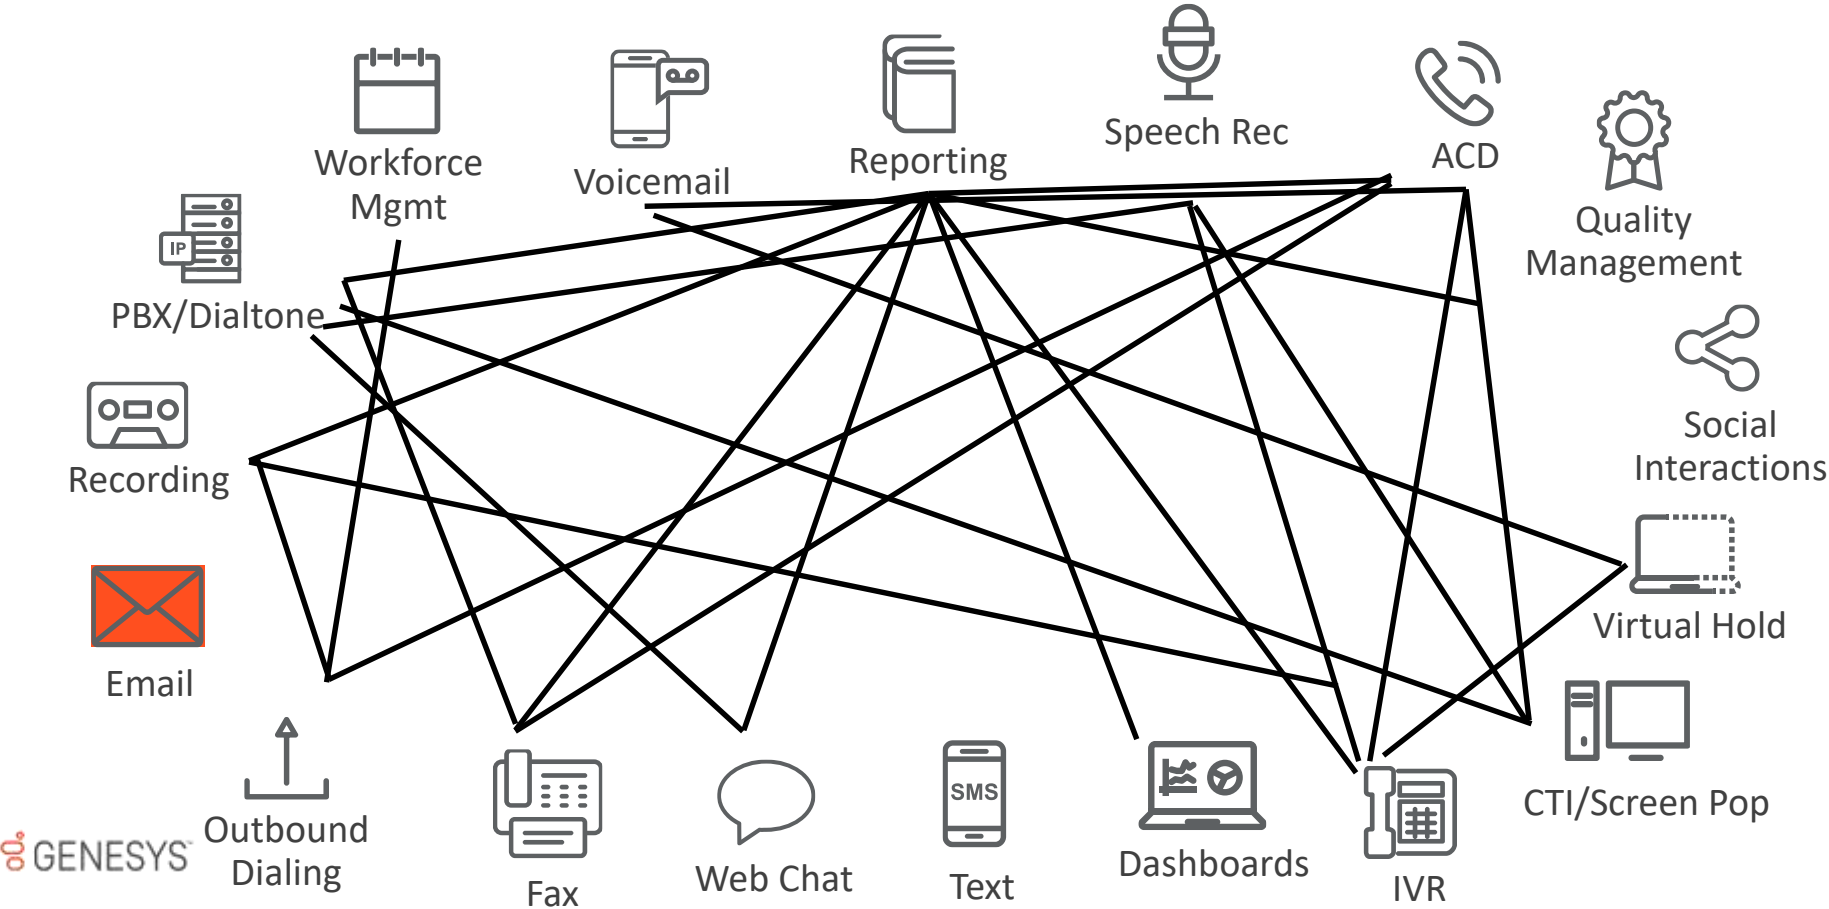 Speech Rec
ACD
Workforce
Mgmt
Voicemail
Reporting
Quality
Management
IP
PBX/Dialtone
Social
Interactions
Recording
Virtual Hold
Email
SMS
CTI/Screen Pop
Outbound
Dialing
GENESYS™
Fax
Web Chat
Text
Dashboards
IVR